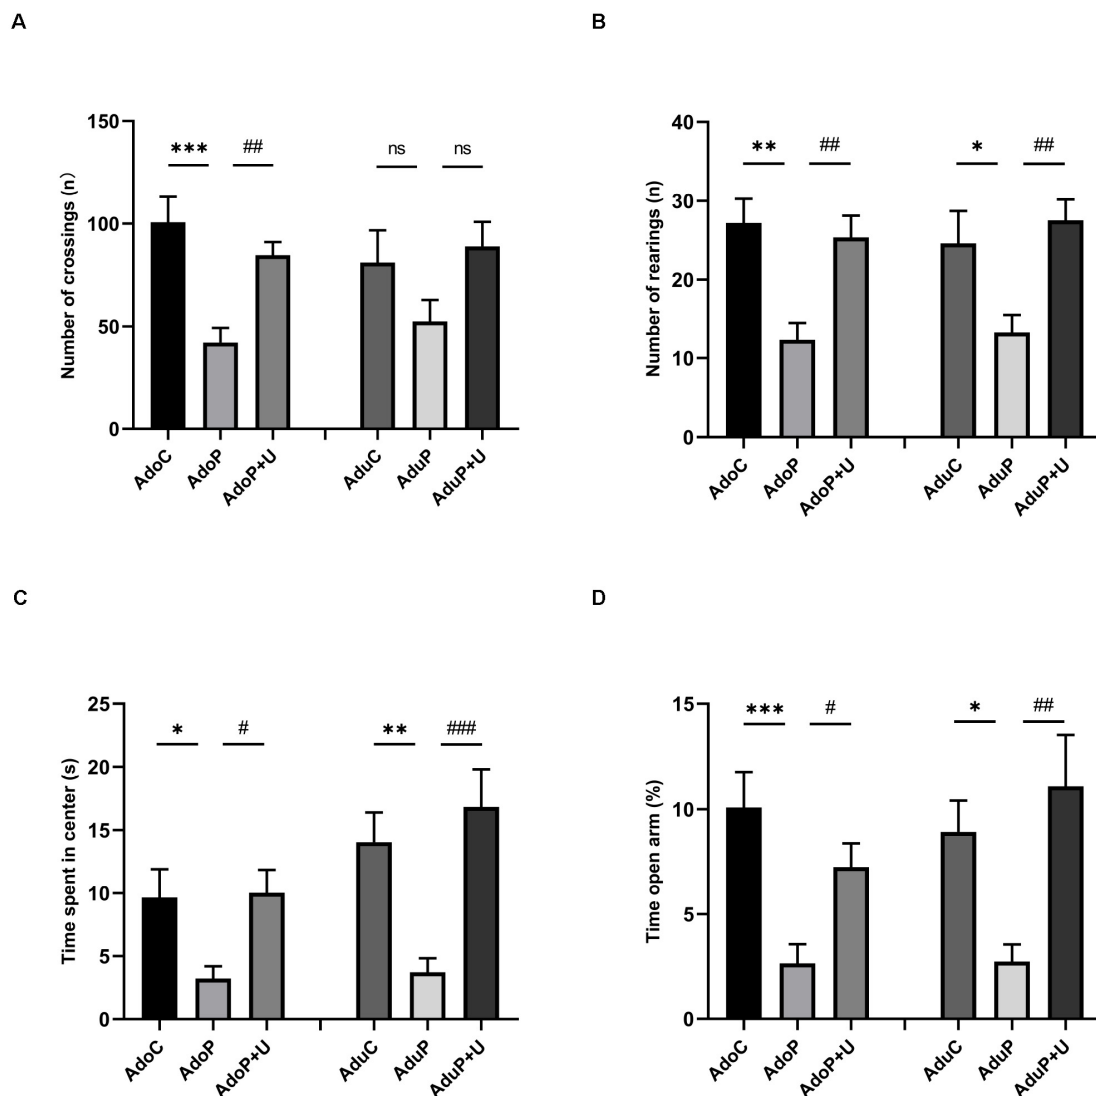 A
Number of crossings (n)
150
100
50
0
*** ## ns ns
AdoC AdoP AdoP+U AduC AduP AduP+U
B
Number of rearings (n)
40
30
20
10
0
** ## * ##
AdoC AdoP AdoP+U AduC AduP AduP+U
C
Time spent in center (s)
25
20
15
10
5
0
* # ** ###
AdoC AdoP AdoP+U AduC AduP AduP+U
D
Time open arm (%)
15
10
5
0
*** # * ##
AdoC AdoP AdoP+U AduC AduP AduP+U